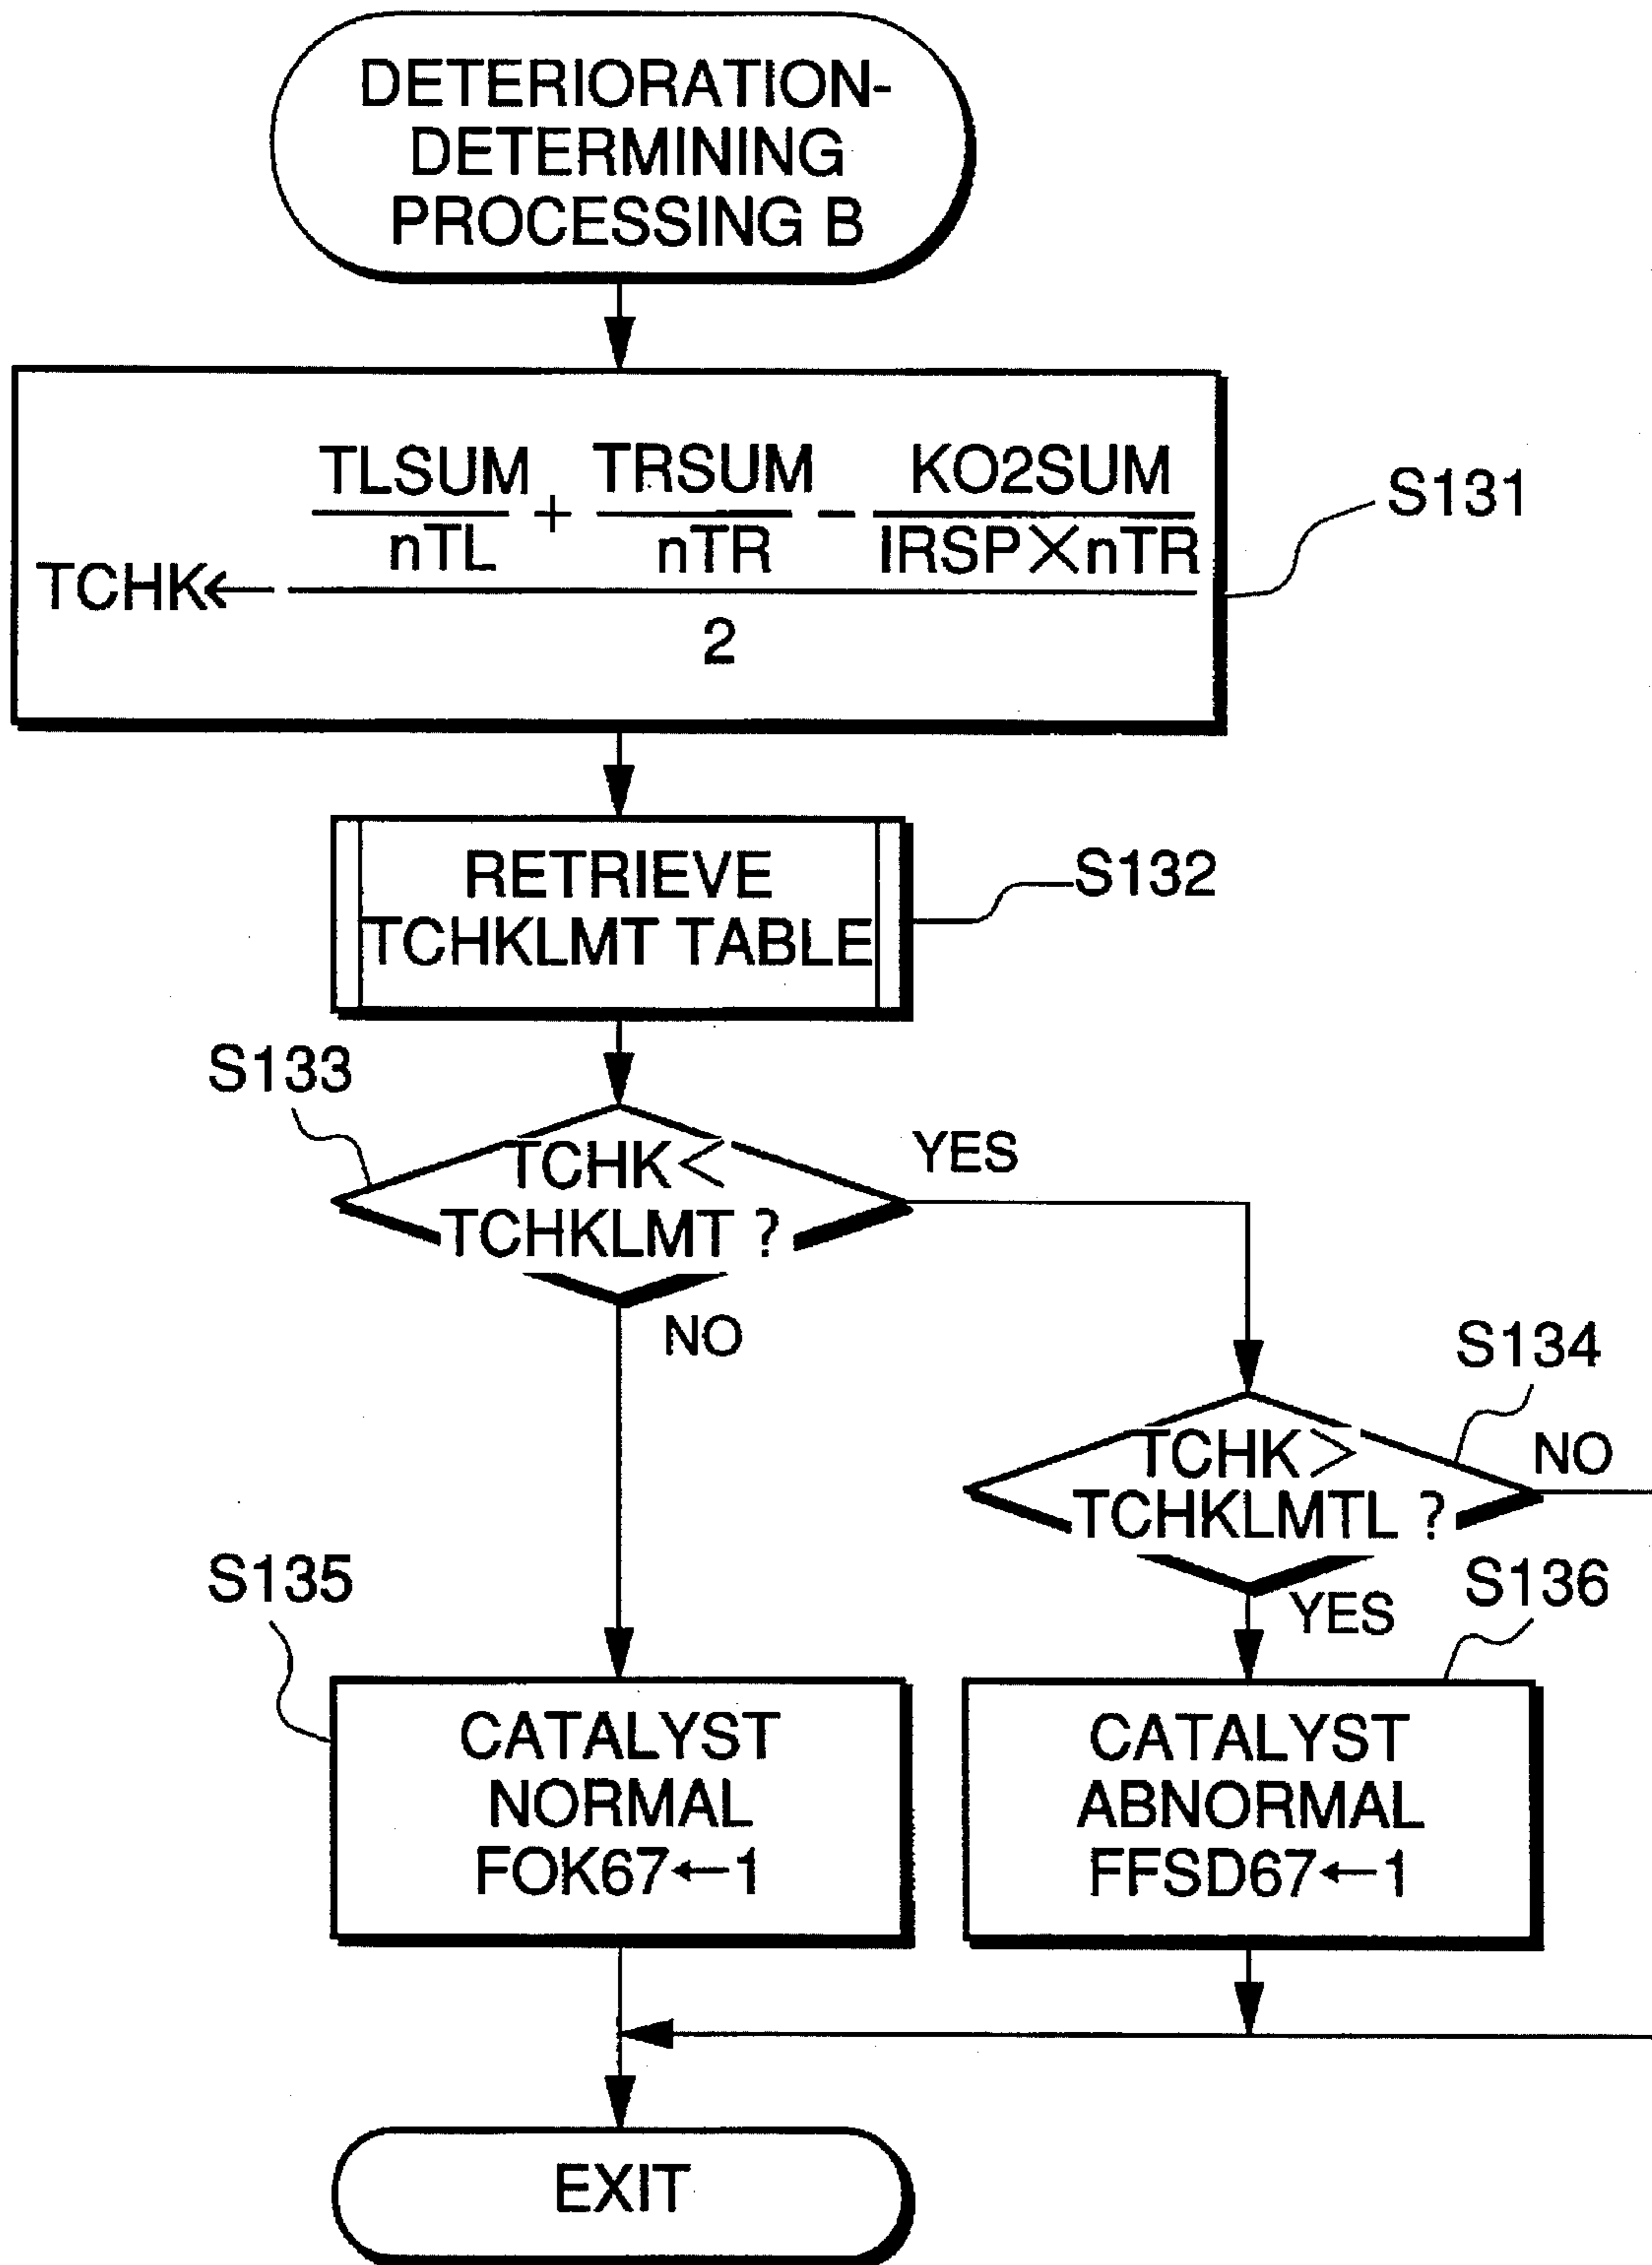 DETERIORATION-
DETERMINING
PROCESSING B
TCHK← TLSUM/nTL + TRSUM/nTR − KO2SUM/IRSP×nTR
2
S131
RETRIEVE
TCHKLMT TABLE
S132
S133
TCHK<
TCHKLMT ?
YES
NO
S134
TCHK>
TCHKLMTL ?
NO
YES
S135
CATALYST
NORMAL
FOK67←1
S136
CATALYST
ABNORMAL
FFSD67←1
EXIT